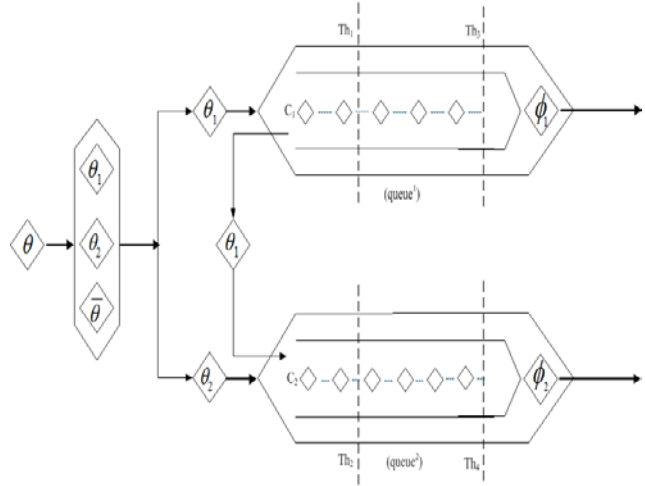 Th₁
Th₃
θ₁
C₁
ϕ₁
θ₁
(queue¹)
θ
θ₂
θ₁
θ̅
θ₂
C₂
ϕ₂
Th₂
(queue²)
Th₄